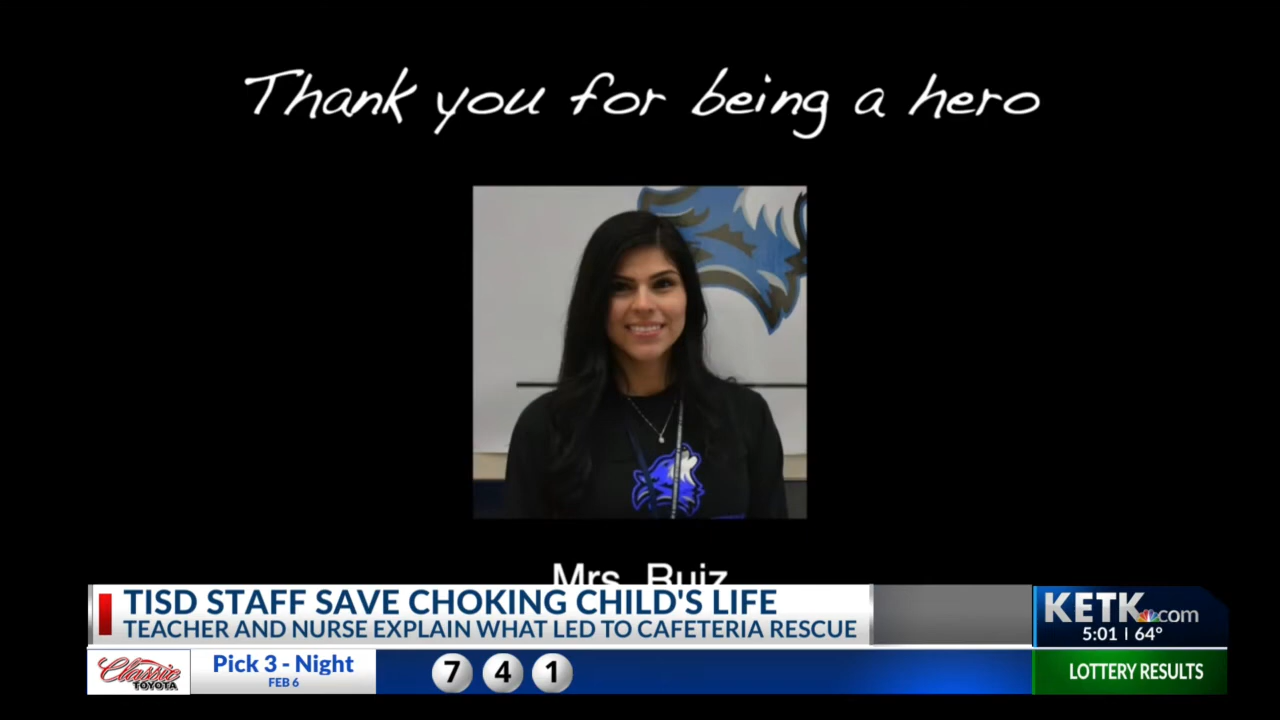 Thank you for being a hero
Mrs. Ruiz
TISD STAFF SAVE CHOKING CHILD'S LIFE
TEACHER AND NURSE EXPLAIN WHAT LED TO CAFETERIA RESCUE
KETK.com
5:01 | 64°
Classic
TOYOTA
Pick 3 - Night
FEB 6
7 4 1
LOTTERY RESULTS